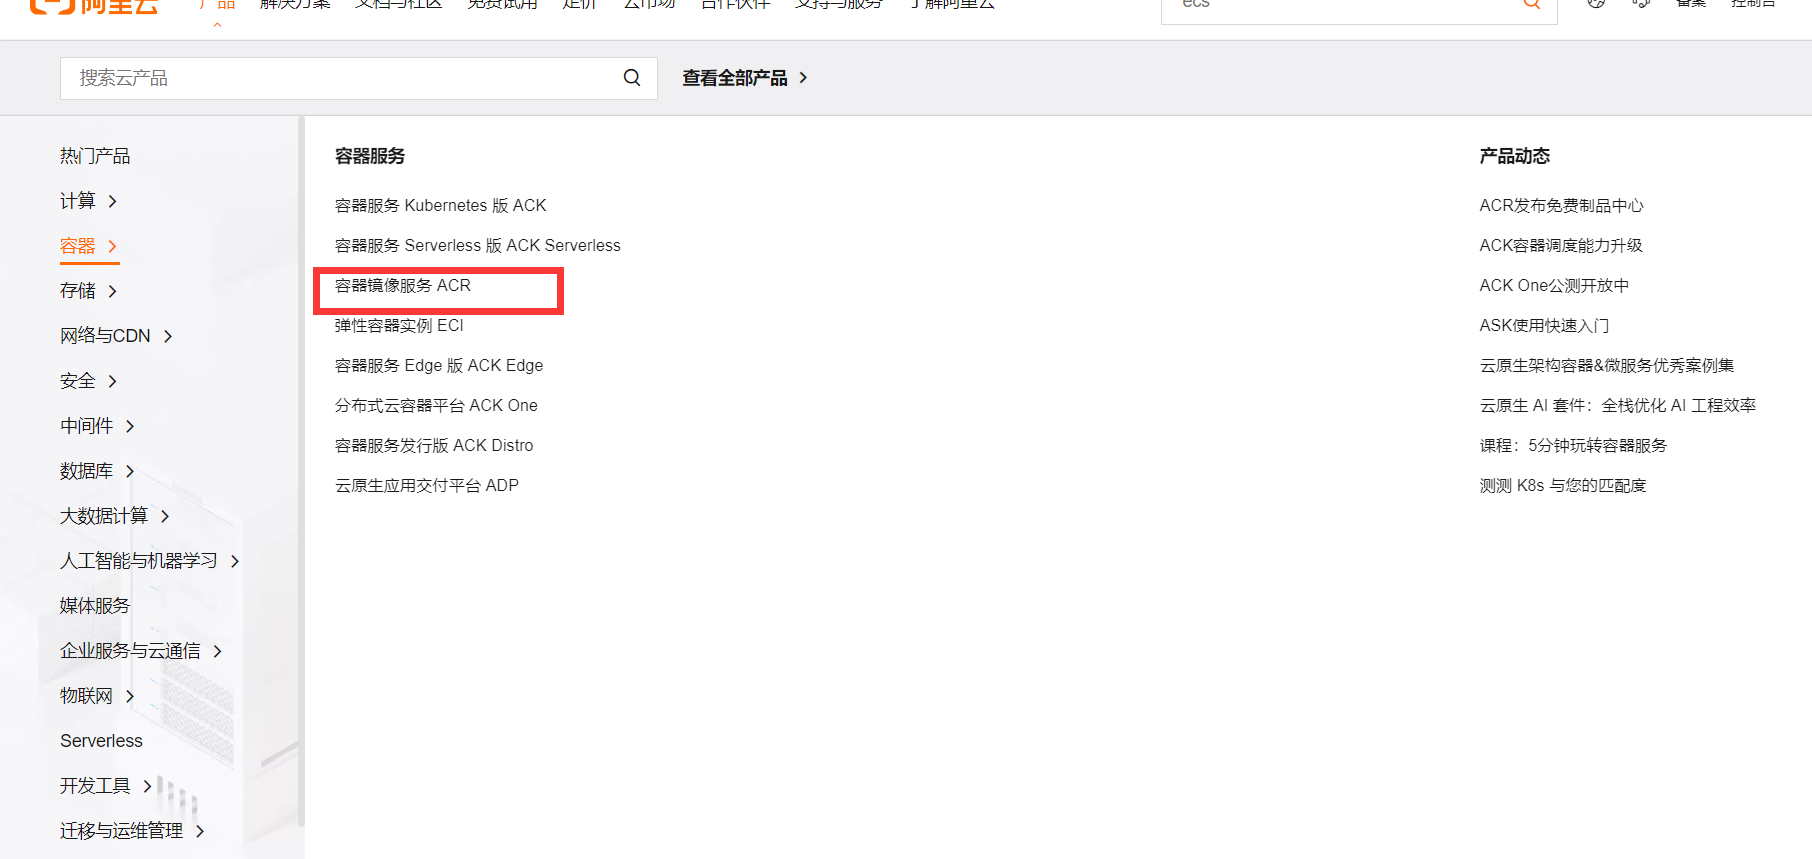 阿里云
产品 解决方案 文档与社区 免费试用 定价 云市场 合作伙伴 支持与服务 了解阿里云 ecs 备案 控制台
搜索云产品 查看全部产品
热门产品
计算
容器
存储
网络与CDN
安全
中间件
数据库
大数据计算
人工智能与机器学习
媒体服务
企业服务与云通信
物联网
Serverless
开发工具
迁移与运维管理
容器服务
容器服务 Kubernetes 版 ACK
容器服务 Serverless 版 ACK Serverless
容器镜像服务 ACR
弹性容器实例 ECI
容器服务 Edge 版 ACK Edge
分布式云容器平台 ACK One
容器服务发行版 ACK Distro
云原生应用交付平台 ADP
产品动态
ACR发布免费制品中心
ACK容器调度能力升级
ACK One公测开放中
ASK使用快速入门
云原生架构容器&微服务优秀案例集
云原生 AI 套件：全栈优化 AI 工程效率
课程：5分钟玩转容器服务
测测 K8s 与您的匹配度